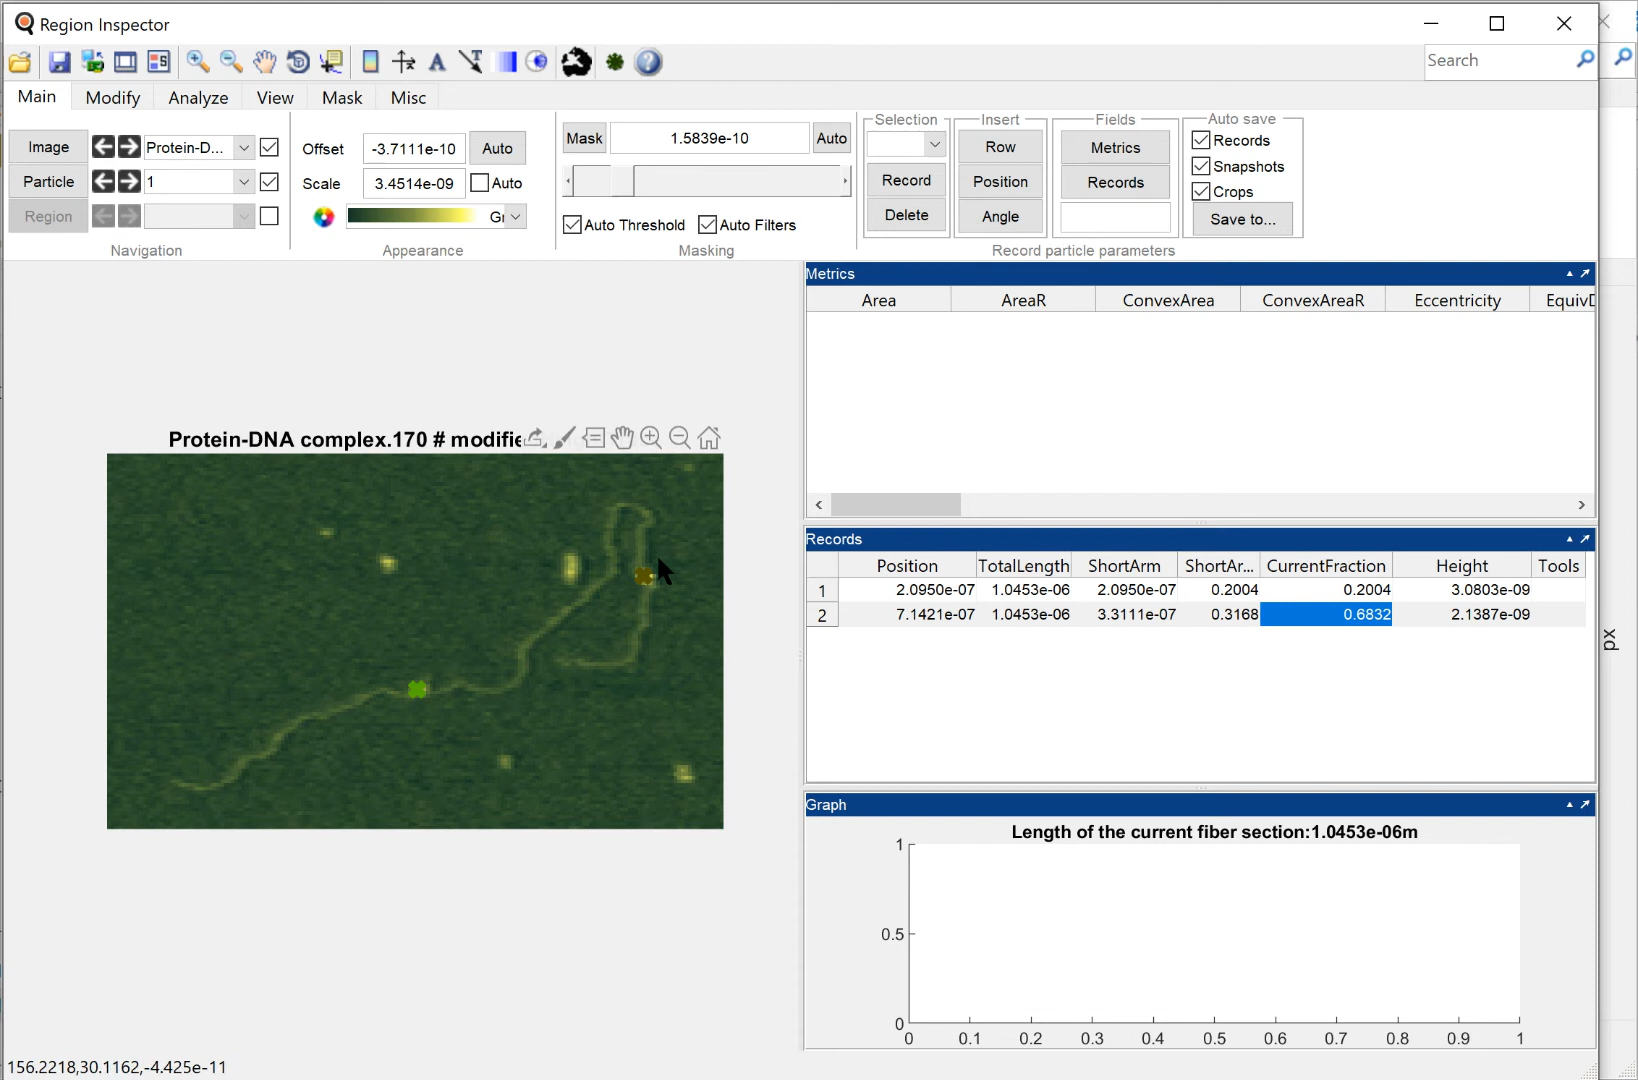 Region Inspector
Search
Main Modify Analyze View Mask Misc
Image Protein-D...
Particle 1
Region
Navigation
Offset -3.7111e-10 Auto
Scale 3.4514e-09 Auto
Appearance
Mask 1.5839e-10 Auto
Auto Threshold Auto Filters
Masking
Selection
Record
Delete
Insert
Row
Position
Angle
Fields
Metrics
Records
Auto save
Records
Snapshots
Crops
Save to...
Record particle parameters
Metrics
Area AreaR ConvexArea ConvexAreaR Eccentricity
Protein-DNA complex.170 # modifie
Records
Position TotalLength ShortArm ShortAr... CurrentFraction Height Tools
1 2.0950e-07 1.0453e-06 2.0950e-07 0.2004 0.2004 3.0803e-09
2 7.1421e-07 1.0453e-06 3.3111e-07 0.3168 0.6832 2.1387e-09
Graph
Length of the current fiber section:1.0453e-06m
1
0.5
0
0 0.1 0.2 0.3 0.4 0.5 0.6 0.7 0.8 0.9 1
156.2218,30.1162,-4.425e-11